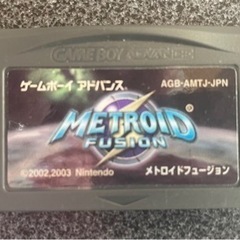 GAME BOY ADVANCE
ゲームボーイ アドバンス AGB-AMTJ-JPN
METROID®
FUSION
©2002,2003 Nintendo メトロイドフュージョン